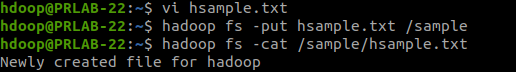 hdoop@PRLAB-22:~$ vi hsample.txt
hdoop@PRLAB-22:~$ hadoop fs -put hsample.txt /sample
hdoop@PRLAB-22:~$ hadoop fs -cat /sample/hsample.txt
Newly created file for hadoop